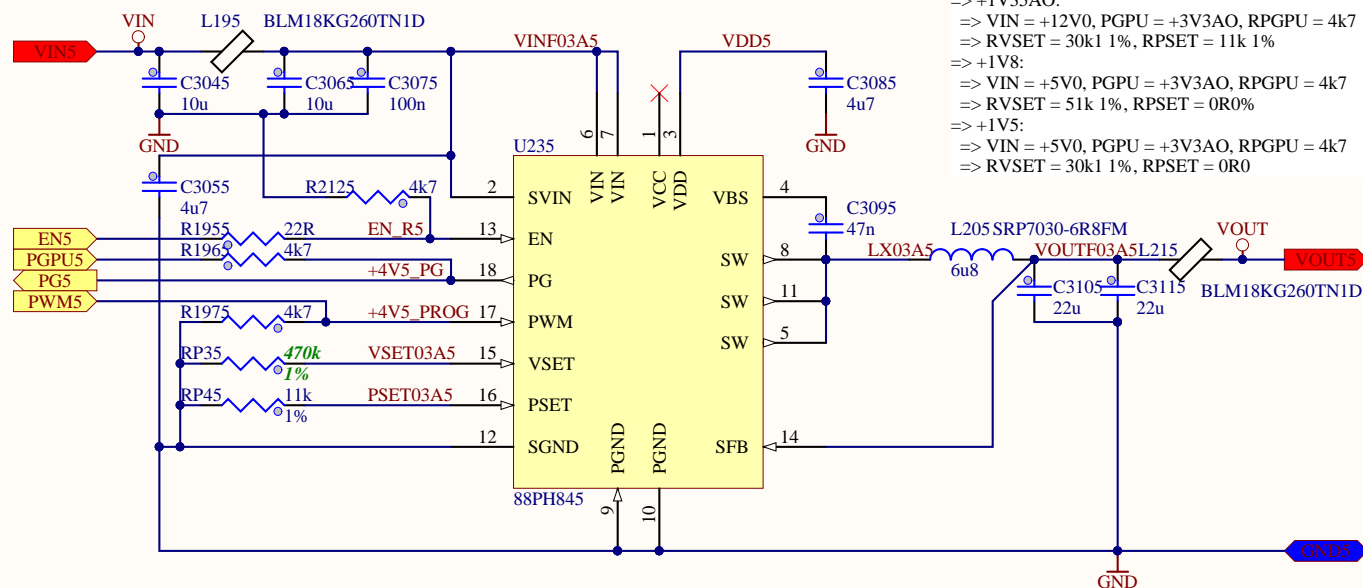 => +1V35AO:
=> VIN = +12V0, PGPU = +3V3AO, RPGPU = 4k7
=> RVSET = 30k1 1%, RPSET = 11k 1%
=> +1V8:
=> VIN = +5V0, PGPU = +3V3AO, RPGPU = 4k7
=> RVSET = 51k 1%, RPSET = 0R0%
=> +1V5:
=> VIN = +5V0, PGPU = +3V3AO, RPGPU = 4k7
=> RVSET = 30k1 1%, RPSET = 0R0
VIN L195 BLM18KG260TN1D
VIN5 VINF03A5 VDD5
C3045 C3065 C3075 C3085
10u 10u 100n 4u7
GND GND
6 7 1 3
U235
C3055 R2125 4k7 2 SVIN VIN VIN VCC VDD VBS 4
4u7 C3095
R1955 22R EN_R5 47n
EN5 13 EN L205 SRP7030-6R8FM VOUT
R1965 4k7 SW 8 LX03A5 VOUTF03A5 L215
PGPU5 6u8 VOUT5
PG5 +4V5_PG 18 PG C3105 C3115 BLM18KG260TN1D
PWM5 SW 11 22u 22u
R1975 4k7 +4V5_PROG 17 PWM
SW 5
RP35 470k VSET03A5 15 VSET
1%
RP45 11k PSET03A5 16 PSET
1%
12 SGND PGND PGND SFB 14
88PH845
9 10
GND5
GND